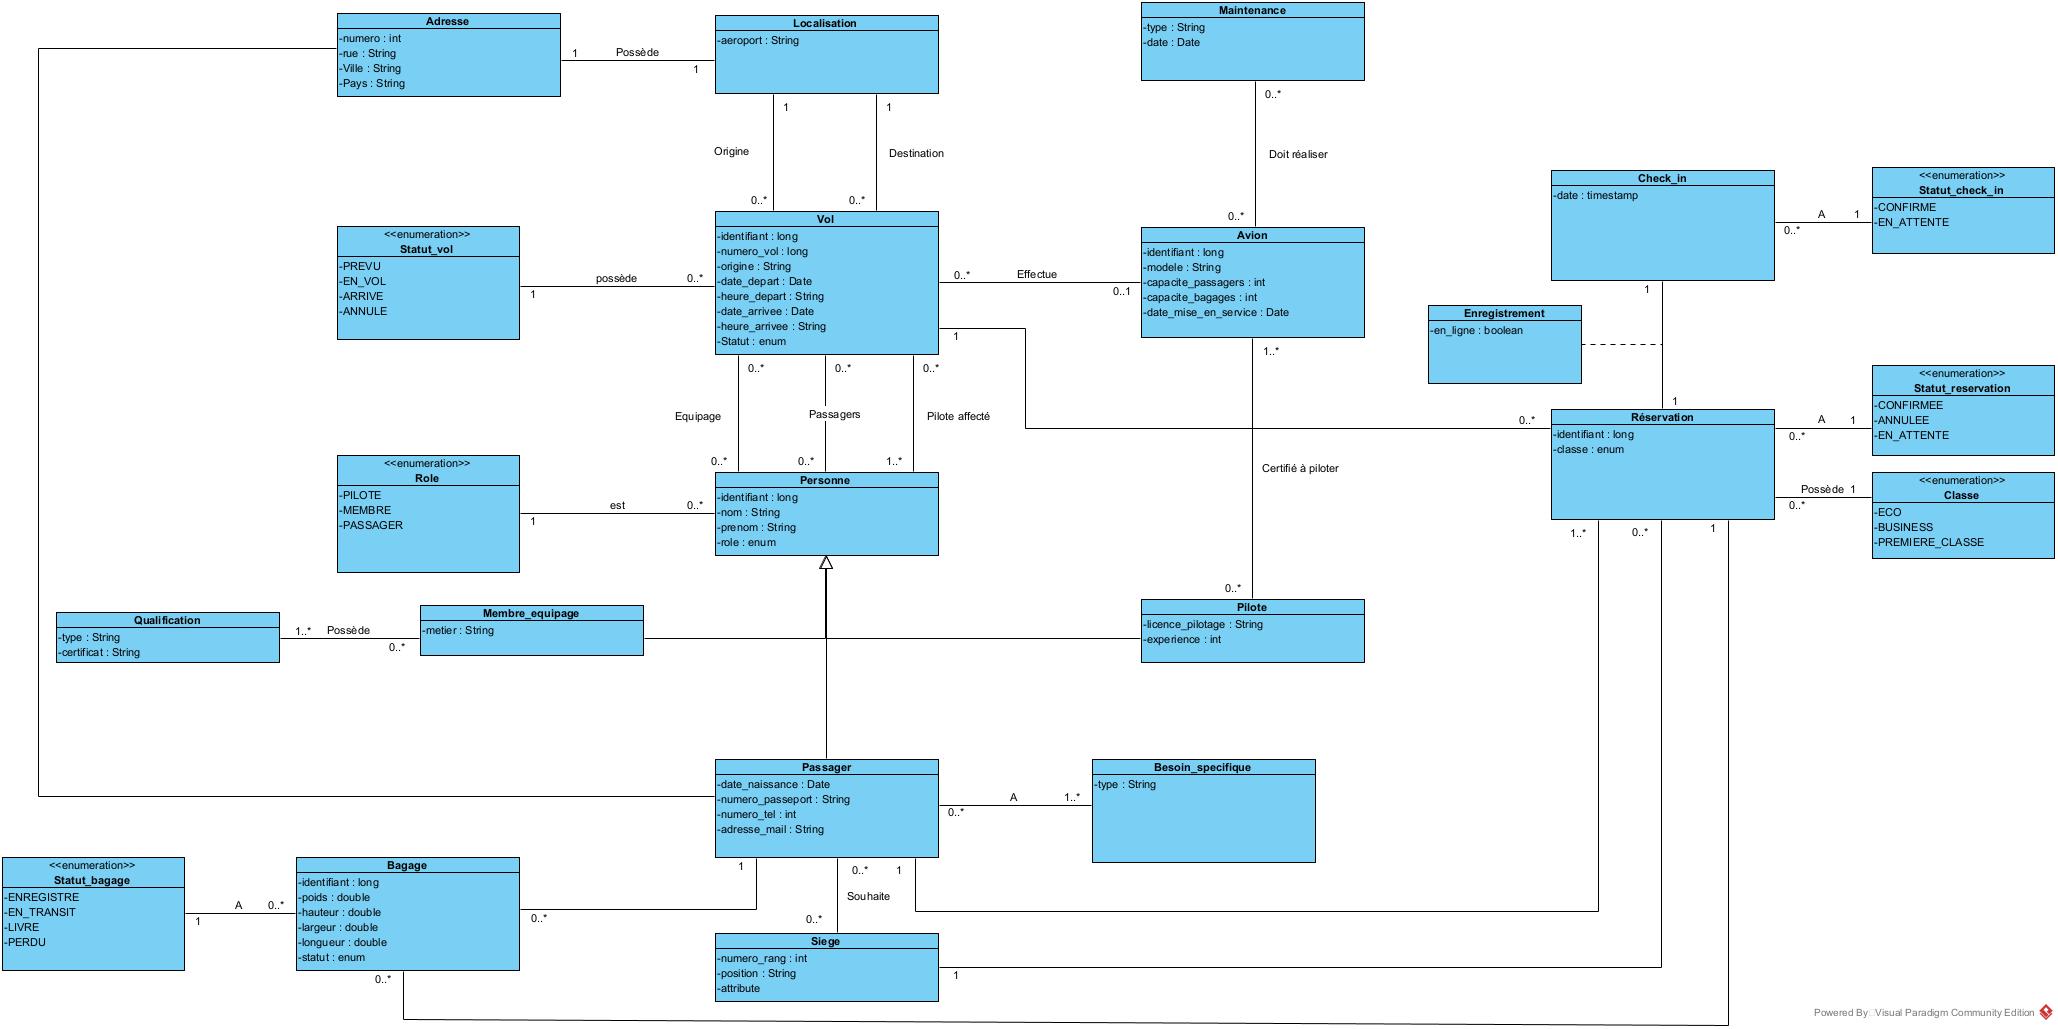 Adresse
-numero : int
-rue : String
-Ville : String
-Pays : String
1
Possède
1
Localisation
-aeroport : String
Maintenance
-type : String
-date : Date
0..*
Doit réaliser
0..*
1
1
Origine
Destination
0..*
0..*
Check_in
-date : timestamp
A
1
0..*
<<enumeration>>
Statut_check_in
-CONFIRME
-EN_ATTENTE
<<enumeration>>
Statut_vol
-PREVU
-EN_VOL
-ARRIVE
-ANNULE
possède
0..*
1
Vol
-identifiant : long
-numero_vol : long
-origine : String
-date_depart : Date
-heure_depart : String
-date_arrivee : Date
-heure_arrivee : String
-Statut : enum
0..*
Effectue
0..1
1
Avion
-identifiant : long
-modele : String
-capacite_passagers : int
-capacite_bagages : int
-date_mise_en_service : Date
1..*
1
Enregistrement
-en_ligne : boolean
1
0..*
0..*
0..*
Equipage
Passagers
Pilote affecté
0..*
0..*
1..*
Certifié à piloter
0..*
0..*
Réservation
-identifiant : long
-classe : enum
A
1
0..*
<<enumeration>>
Statut_reservation
-CONFIRMEE
-ANNULEE
-EN_ATTENTE
Possède
1
0..*
<<enumeration>>
Classe
-ECO
-BUSINESS
-PREMIERE_CLASSE
1..*
0..*
1
<<enumeration>>
Role
-PILOTE
-MEMBRE
-PASSAGER
est
0..*
1
Personne
-identifiant : long
-nom : String
-prenom : String
-role : enum
Qualification
-type : String
-certificat : String
1..*
Possède
0..*
Membre_equipage
-metier : String
Pilote
-licence_pilotage : String
-experience : int
Passager
-date_naissance : Date
-numero_passeport : String
-numero_tel : int
-adresse_mail : String
A
1..*
0..*
Besoin_specifique
-type : String
1
0..*
1
Souhaite
0..*
<<enumeration>>
Statut_bagage
-ENREGISTRE
-EN_TRANSIT
-LIVRE
-PERDU
A
0..*
1
Bagage
-identifiant : long
-poids : double
-hauteur : double
-largeur : double
-longueur : double
-statut : enum
0..*
0..*
Siege
-numero_rang : int
-position : String
-attribute
1
Powered By Visual Paradigm Community Edition